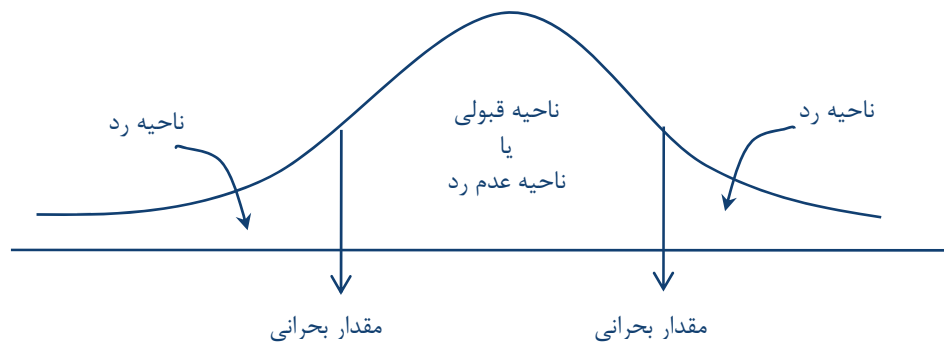 ناحیه رد
ناحیه قبولی
یا
ناحیه عدم رد
ناحیه رد
مقدار بحرانی
مقدار بحرانی